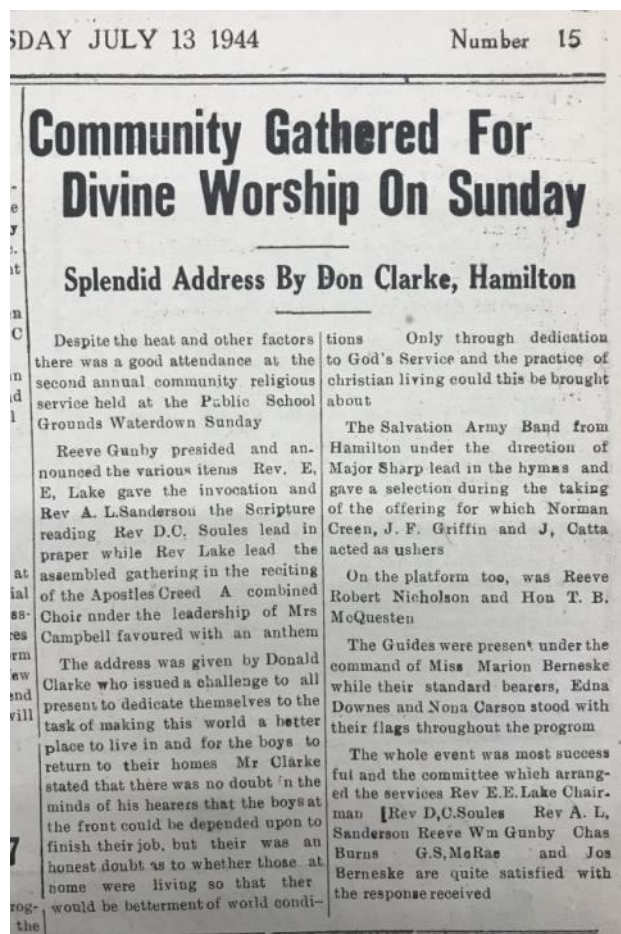 SDAY JULY 13 1944
Number 15
Community Gathered For
Divine Worship On Sunday
Splendid Address By Don Clarke, Hamilton
Despite the heat and other factors
there was a good attendance at the
second annual community religious
service held at the Public School
Grounds Waterdown Sunday
Reeve Gunby presided and an-
nounced the various items Rev. E,
E, Lake gave the invocation and
Rev A. L.Sanderson the Scripture
reading Rev D.C. Soules lead in
praper while Rev Lake lead the
assembled gathering in the reciting
of the Apostles Creed A combined
Choir nnder the leadership of Mrs
Campbell favoured with an anthem
The address was given by Donald
Clarke who issued a challenge to all
present to dedicate themselves to the
task of making this world a better
place to live in and for the boys to
return to their homes Mr Clarke
stated that there was no doubt in the
minds of his hearers that the boys at
the front could be depended upon to
finish their job, but their was an
honest doubt as to whether those at
home were living so that ther
would be betterment of world condi-
tions Only through dedication
to God's Service and the practice of
christian living could this be brought
about
The Salvation Army Band from
Hamilton under the direction of
Major Sharp lead in the hymns and
gave a selection during the taking
of the offering for which Norman
Creen, J. F. Griffin and J, Catta
acted as ushers
On the platform too, was Reeve
Robert Nicholson and Hon T. B.
McQuesten
The Guides were present under the
command of Miss Marion Berneske
while their standard bearers, Edna
Downes and Nona Carson stood with
their flags throughout the progrom
The whole event was most success
ful and the committee which arrang-
ed the services Rev E.E.Lake Chair-
man [Rev D,C.Soules Rev A. L,
Sanderson Reeve Wm Gunby Chas
Burns G.S,McRae and Jos
Berneske are quite satisfied with
the response received